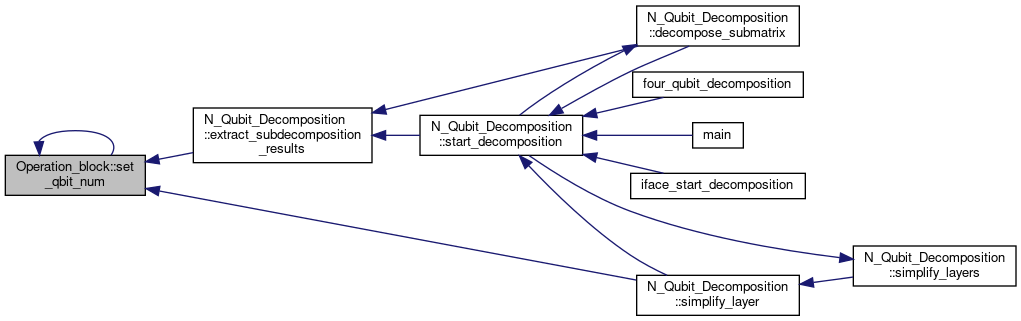 N_Qubit_Decomposition
::decompose_submatrix
four_qubit_decomposition
N_Qubit_Decomposition
::extract_subdecomposition
_results
N_Qubit_Decomposition
::start_decomposition
main
Operation_block::set
_qbit_num
iface_start_decomposition
N_Qubit_Decomposition
::simplify_layers
N_Qubit_Decomposition
::simplify_layer